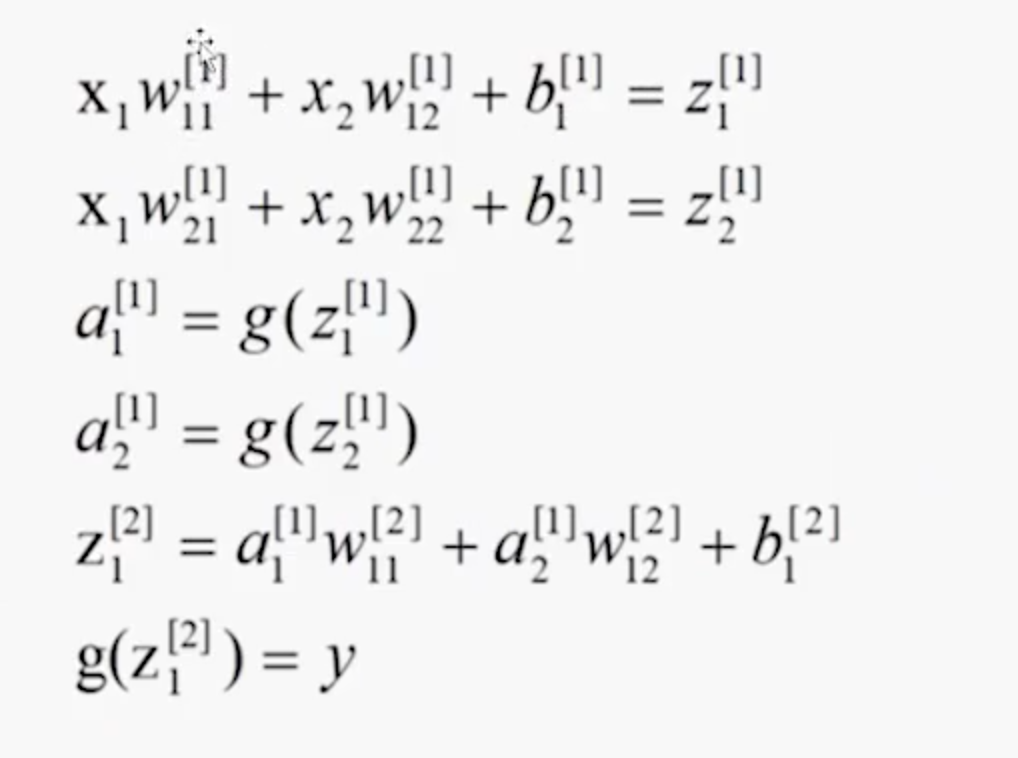 x₁w₁₁^[1] + x₂w₁₂^[1] + b₁^[1] = z₁^[1]
x₁w₂₁^[1] + x₂w₂₂^[1] + b₂^[1] = z₂^[1]
a₁^[1] = g(z₁^[1])
a₂^[1] = g(z₂^[1])
z₁^[2] = a₁^[1]w₁₁^[2] + a₂^[1]w₁₂^[2] + b₁^[2]
g(z₁^[2]) = y